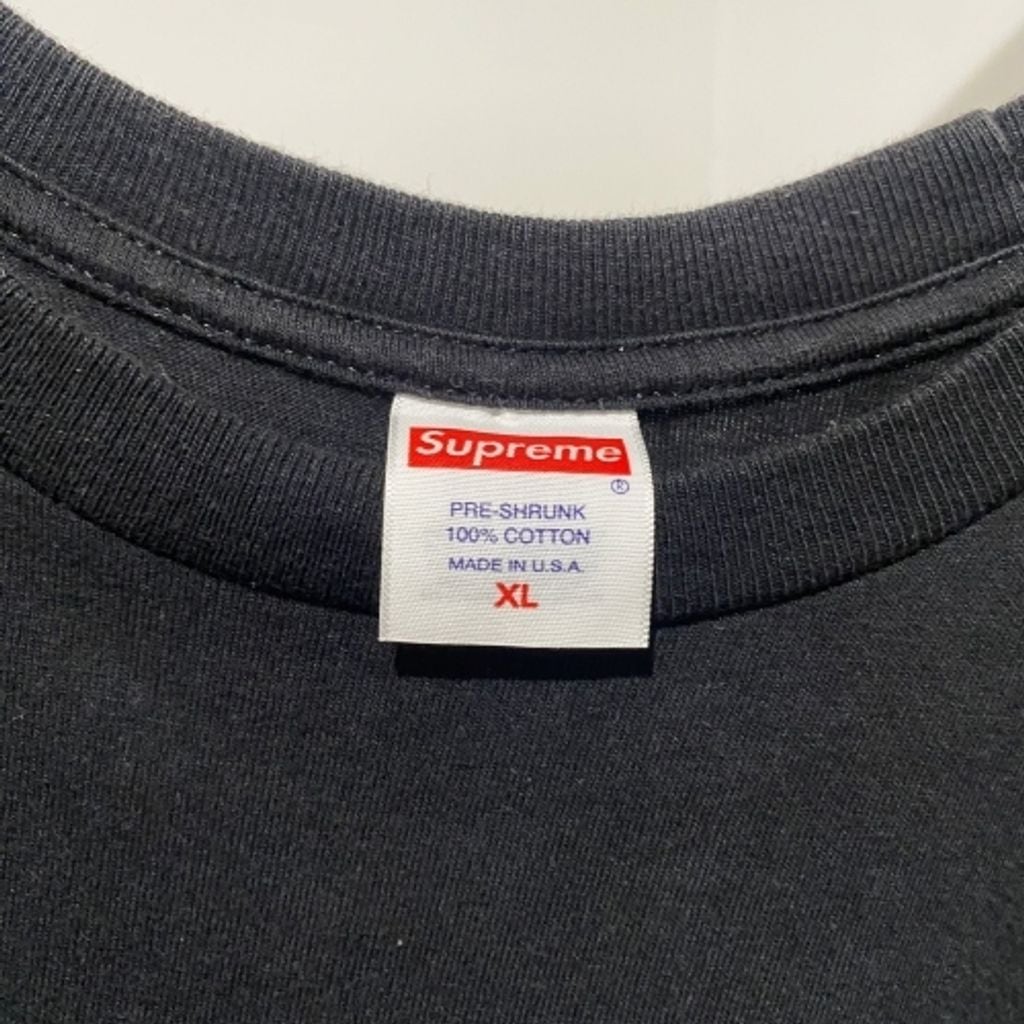 Supreme
®
PRE-SHRUNK
100% COTTON
MADE IN U.S.A.
XL